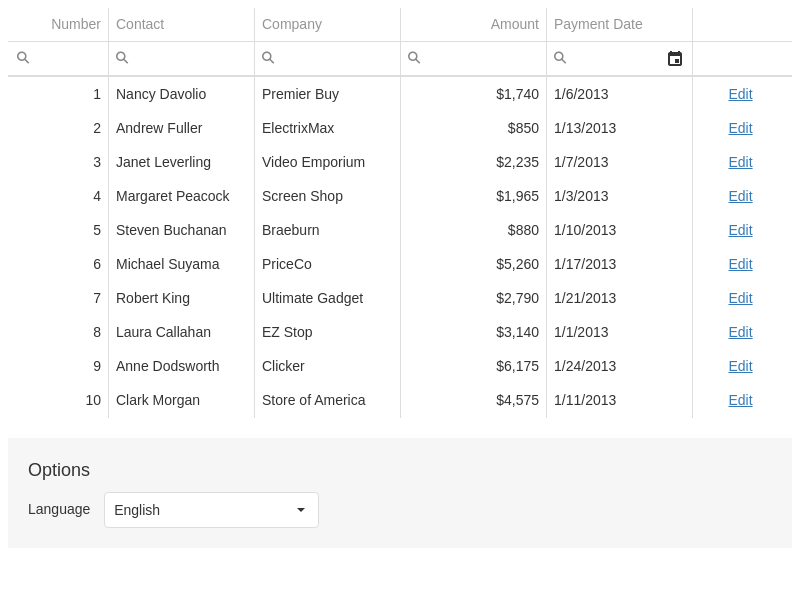 Number Contact Company Amount Payment Date
1 Nancy Davolio Premier Buy $1,740 1/6/2013 Edit
2 Andrew Fuller ElectrixMax $850 1/13/2013 Edit
3 Janet Leverling Video Emporium $2,235 1/7/2013 Edit
4 Margaret Peacock Screen Shop $1,965 1/3/2013 Edit
5 Steven Buchanan Braeburn $880 1/10/2013 Edit
6 Michael Suyama PriceCo $5,260 1/17/2013 Edit
7 Robert King Ultimate Gadget $2,790 1/21/2013 Edit
8 Laura Callahan EZ Stop $3,140 1/1/2013 Edit
9 Anne Dodsworth Clicker $6,175 1/24/2013 Edit
10 Clark Morgan Store of America $4,575 1/11/2013 Edit
Options
Language English